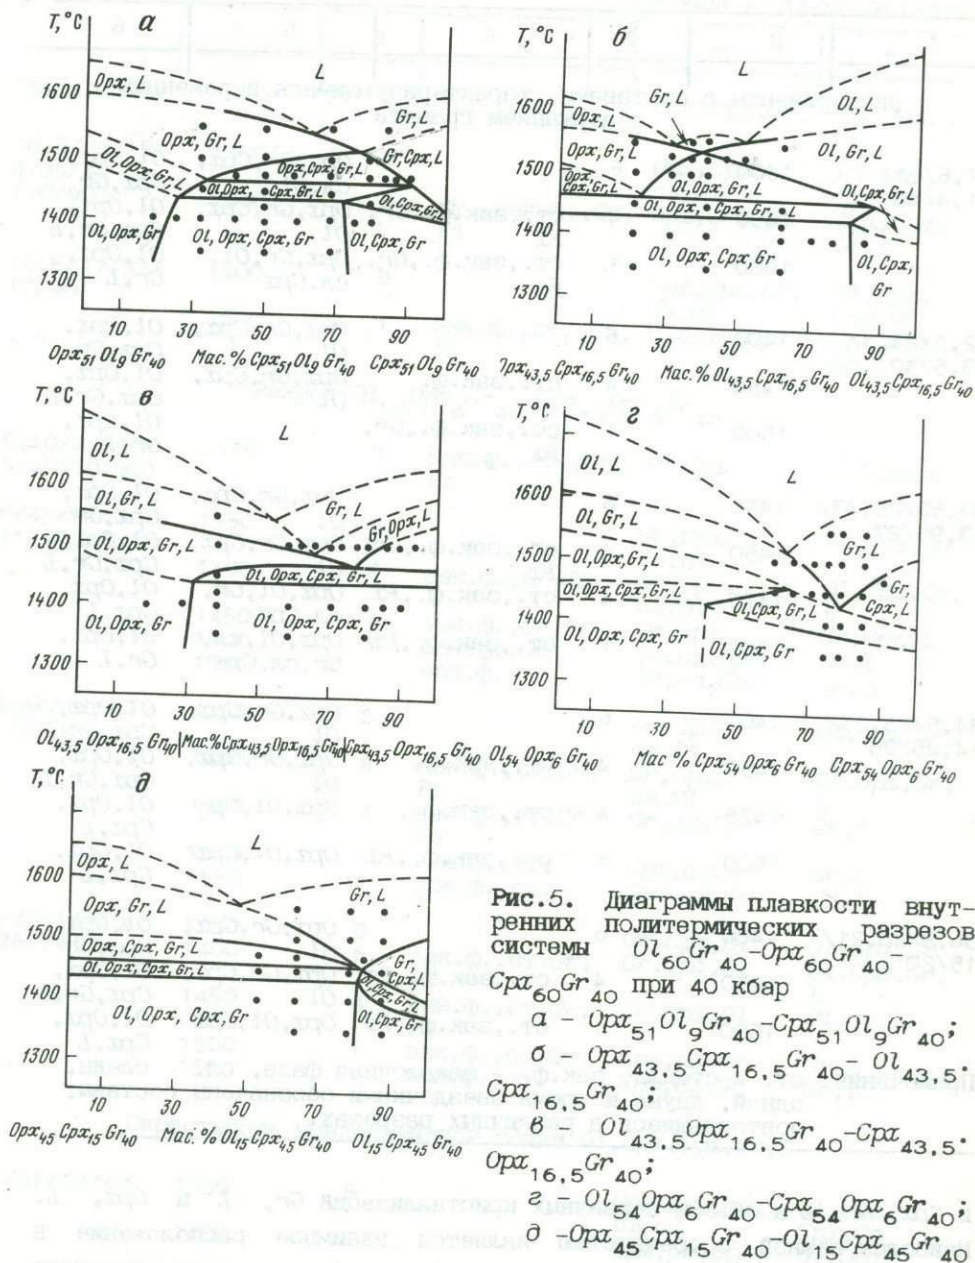 T, °C
а
L
Opx, L
1600
Gr, L
Opx, Gr, L
Gr, Cpx, L
1500
Ol, Opx, Gr, L
Opx, Cpx, Gr, L
Ol, Opx, Cpx, Gr, L
1400
Ol, Cpx, Gr, L
Ol, Opx, Gr
Ol, Opx, Cpx, Gr
Ol, Cpx, Gr
1300
10 30 50 70 90
Opx51 Ol9 Gr40 Мас.% Cpx51 Ol9 Gr40 Cpx51 Ol9 Gr40
T, °C
б
L
1600
Gr, L
Ol, L
Opx, L
Opx, Gr, L
Ol, Gr, L
1500
Opx, Cpx, Gr, L
Ol, Opx, Gr, L
Ol, Cpx, Gr, L
Ol, Opx, Cpx, Gr, L
1400
Ol, Opx, Cpx, Gr
Ol, Cpx, Gr
1300
10 30 50 70 90
Opx43,5 Cpx16,5 Gr40 Мас.% Ol43,5 Cpx16,5 Gr40 Ol43,5 Cpx16,5 Gr40
T, °C
в
L
Ol, L
1600
Gr, L
Ol, Gr, L
Gr, Opx, L
1500
Ol, Opx, Gr, L
Ol, Opx, Cpx, Gr, L
1400
Ol, Opx, Gr
Ol, Opx, Cpx, Gr
1300
10 30 50 70 90
Ol43,5 Opx16,5 Gr40 Мас% Cpx43,5 Opx16,5 Gr40 Cpx43,5 Opx16,5 Gr40
T, °C
г
L
Ol, L
1600
Ol, Gr, L
Gr, L
1500
Ol, Opx, Gr, L
Gr, Cpx, L
Ol, Opx, Cpx, Gr, L
Ol, Cpx, Gr, L
1400
Ol, Opx, Cpx, Gr
Ol, Cpx, Gr
1300
10 30 50 70 90
Ol54 Opx6 Gr40 Мас % Cpx54 Opx6 Gr40 Cpx54 Opx6 Gr40
T, °C
д
L
Opx, L
1600
Gr, L
Opx, Gr, L
1500
Opx, Cpx, Gr, L
Gr, Cpx, L
Ol, Opx, Cpx, Gr, L
Ol, Cpx, Gr, L
1400
Ol, Opx, Cpx, Gr
Ol, Cpx, Gr
1300
10 30 50 70 90
Opx45 Cpx15 Gr40 Мас. % Ol15 Cpx45 Gr40 Ol15 Cpx45 Gr40
Рис.5. Диаграммы плавкости внут-
ренних политермических разрезов
системы Ol60Gr40-Opx60Gr40 -
Cpx60Gr40 при 40 кбар
а - Opx51Ol9Gr40-Cpx51Ol9Gr40;
б - Opx43.5 Cpx16.5 Gr40 - Ol43.5.
Cpx16,5Gr40;
в - Ol43.5.Opx16.5Gr40-Cpx43.5.
Opx16,5Gr40;
г - Ol54Opx6Gr40-Cpx54Opx6Gr40;
д - Opx45Cpx15Gr40-Ol15Cpx45Gr40